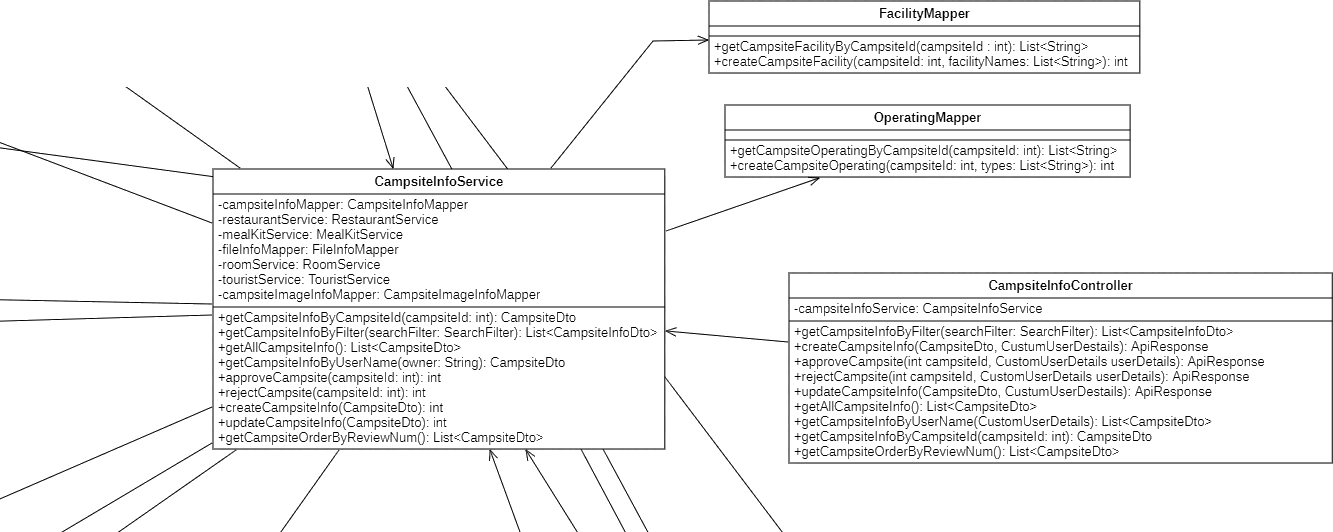 FacilityMapper
+getCampsiteFacilityByCampsiteId(campsiteId : int): List<String>
+createCampsiteFacility(campsiteId: int, facilityNames: List<String>): int
OperatingMapper
+getCampsiteOperatingByCampsiteId(campsiteId: int): List<String>
+createCampsiteOperating(campsiteId: int, types: List<String>): int
CampsiteInfoService
-campsiteInfoMapper: CampsiteInfoMapper
-restaurantService: RestaurantService
-mealKitService: MealKitService
-fileInfoMapper: FileInfoMapper
-roomService: RoomService
-touristService: TouristService
-campsiteImageInfoMapper: CampsiteImageInfoMapper
+getCampsiteInfoByCampsiteId(campsiteId: int): CampsiteDto
+getCampsiteInfoByFilter(searchFilter: SearchFilter): List<CampsiteInfoDto>
+getAllCampsiteInfo(): List<CampsiteDto>
+getCampsiteInfoByUserName(owner: String): CampsiteDto
+approveCampsite(campsiteId: int): int
+rejectCampsite(campsiteId: int): int
+createCampsiteInfo(CampsiteDto): int
+updateCampsiteInfo(CampsiteDto): int
+getCampsiteOrderByReviewNum(): List<CampsiteDto>
CampsiteInfoController
-campsiteInfoService: CampsiteInfoService
+getCampsiteInfoByFilter(searchFilter: SearchFilter): List<CampsiteInfoDto>
+createCampsiteInfo(CampsiteDto, CustumUserDestails): ApiResponse
+approveCampsite(int campsiteId, CustomUserDetails userDetails): ApiResponse
+rejectCampsite(int campsiteId, CustomUserDetails userDetails): ApiResponse
+updateCampsiteInfo(CampsiteDto, CustumUserDestails): ApiResponse
+getAllCampsiteInfo(): List<CampsiteDto>
+getCampsiteInfoByUserName(CustomUserDetails): List<CampsiteDto>
+getCampsiteInfoByCampsiteId(campsiteId: int): CampsiteDto
+getCampsiteOrderByReviewNum(): List<CampsiteDto>